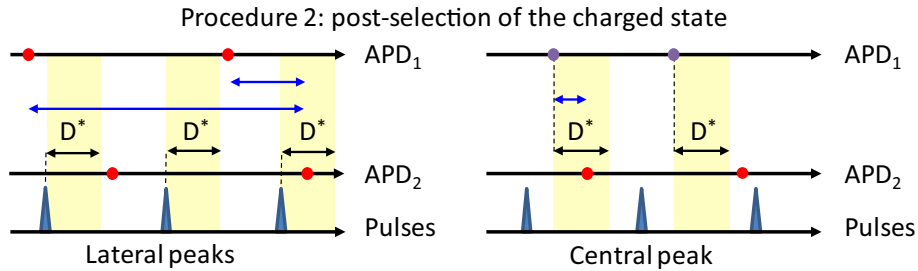 Procedure 2: post-selection of the charged state
APD₁
D* D* D*
APD₂
Pulses
Lateral peaks
APD₁
D* D*
APD₂
Pulses
Central peak